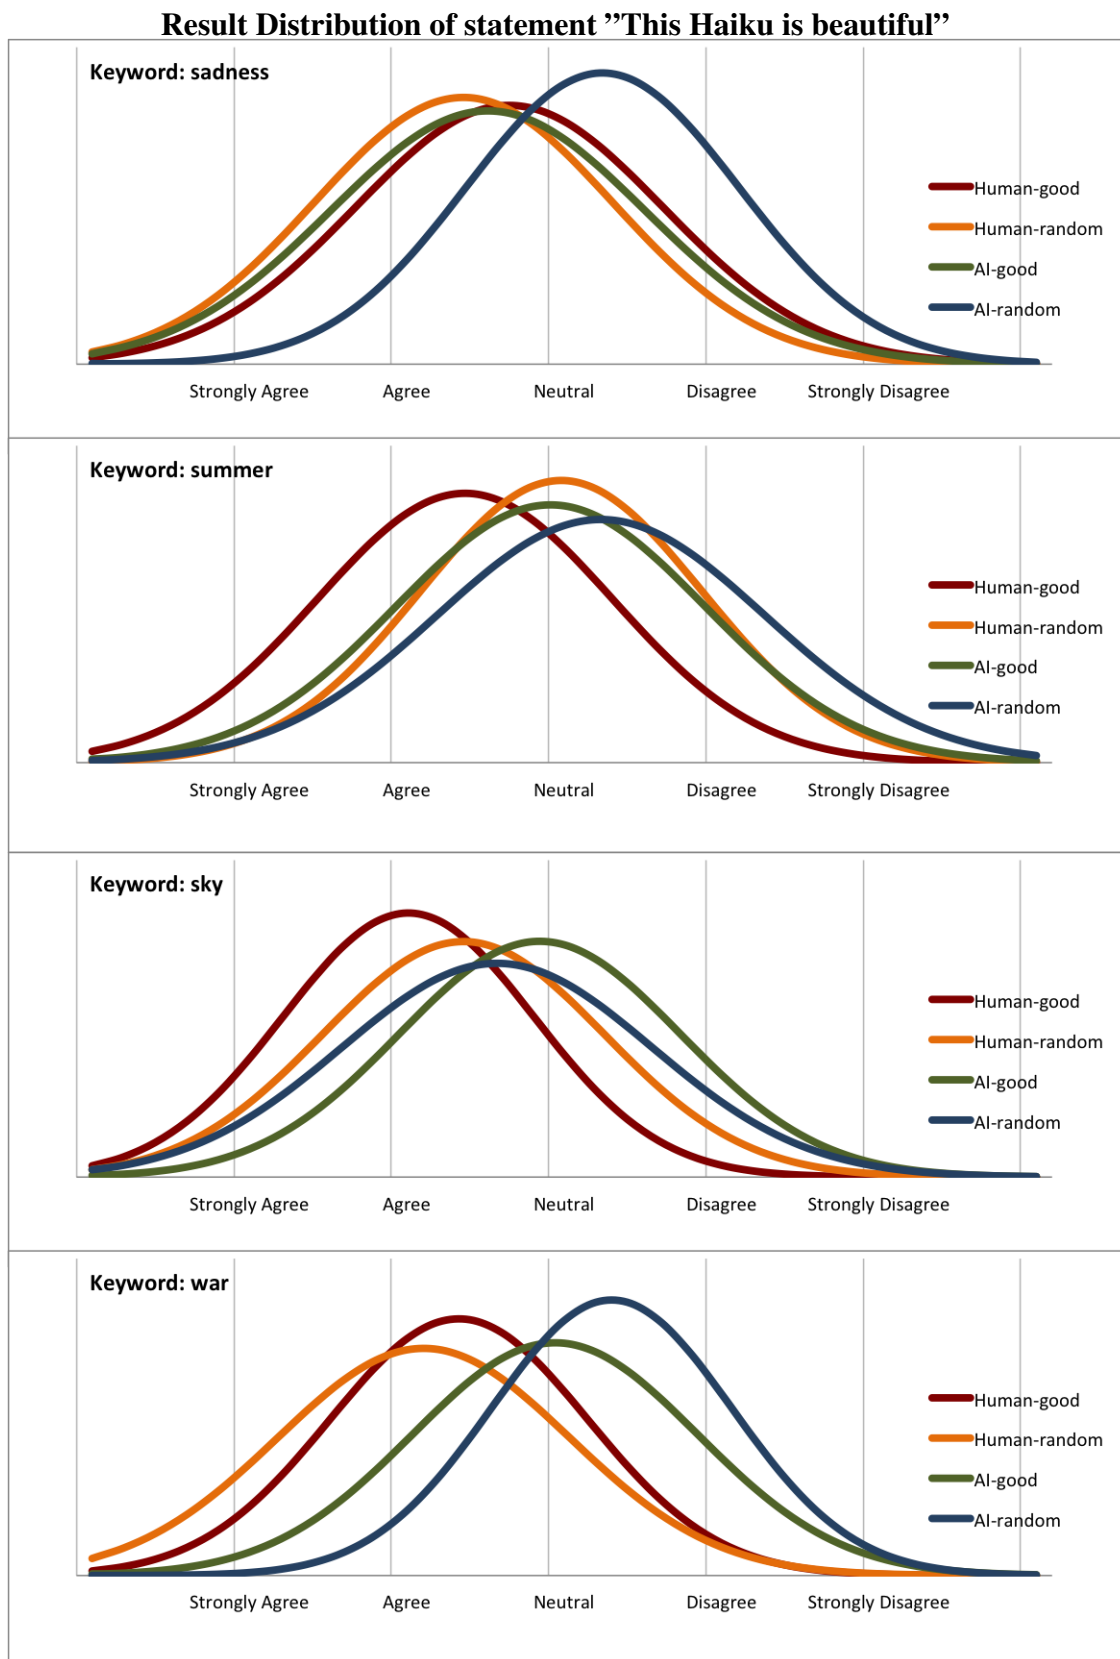 Result Distribution of statement ”This Haiku is beautiful”
Keyword: sadness
Human-good
Human-random
AI-good
AI-random
Strongly Agree Agree Neutral Disagree Strongly Disagree
Keyword: summer
Human-good
Human-random
AI-good
AI-random
Strongly Agree Agree Neutral Disagree Strongly Disagree
Keyword: sky
Human-good
Human-random
AI-good
AI-random
Strongly Agree Agree Neutral Disagree Strongly Disagree
Keyword: war
Human-good
Human-random
AI-good
AI-random
Strongly Agree Agree Neutral Disagree Strongly Disagree